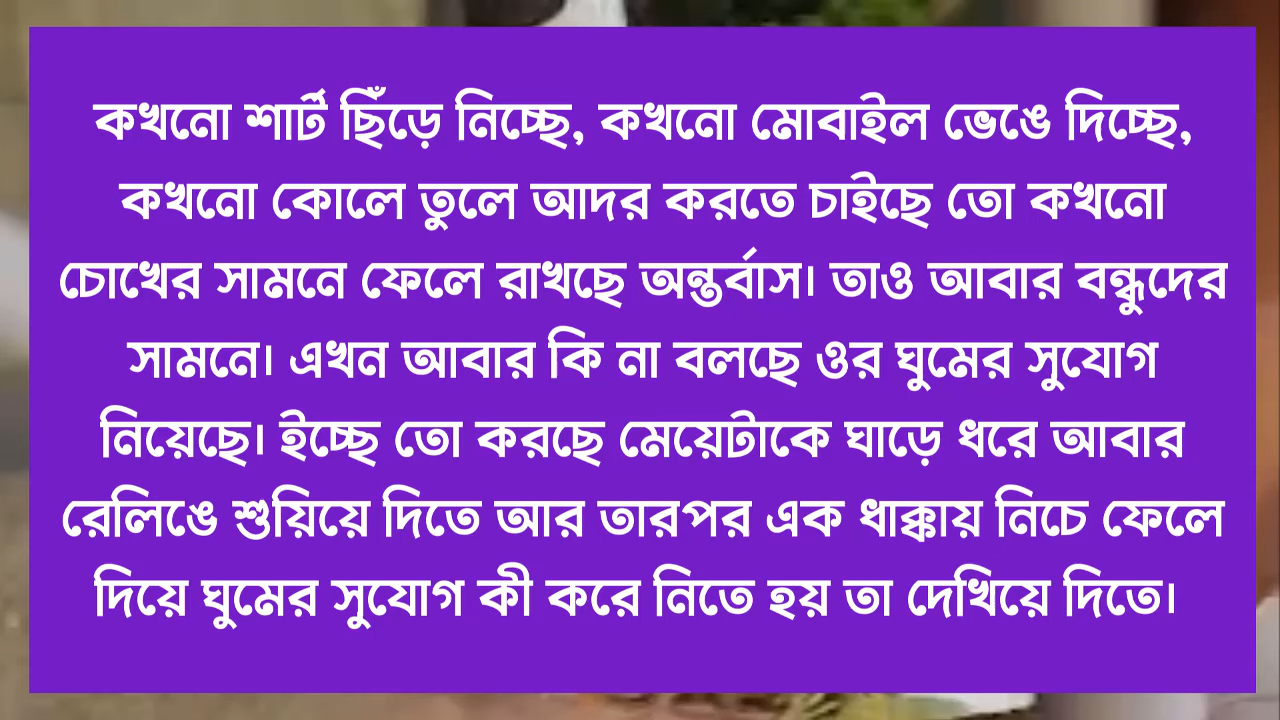 কখনো শার্ট ছিঁড়ে নিচ্ছে, কখনো মোবাইল ভেঙে দিচ্ছে,
কখনো কোলে তুলে আদর করতে চাইছে তো কখনো
চোখের সামনে ফেলে রাখছে অন্তর্বাস। তাও আবার বন্ধুদের
সামনে। এখন আবার কি না বলছে ওর ঘুমের সুযোগ
নিয়েছে। ইচ্ছে তো করছে মেয়েটাকে ঘাড়ে ধরে আবার
রেলিঙে শুয়িয়ে দিতে আর তারপর এক ধাক্কায় নিচে ফেলে
দিয়ে ঘুমের সুযোগ কী করে নিতে হয় তা দেখিয়ে দিতে।